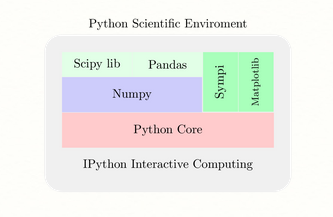 Python Scientific Enviroment
Scipy lib
Pandas
Sympi
Matplotlib
Numpy
Python Core
IPython Interactive Computing